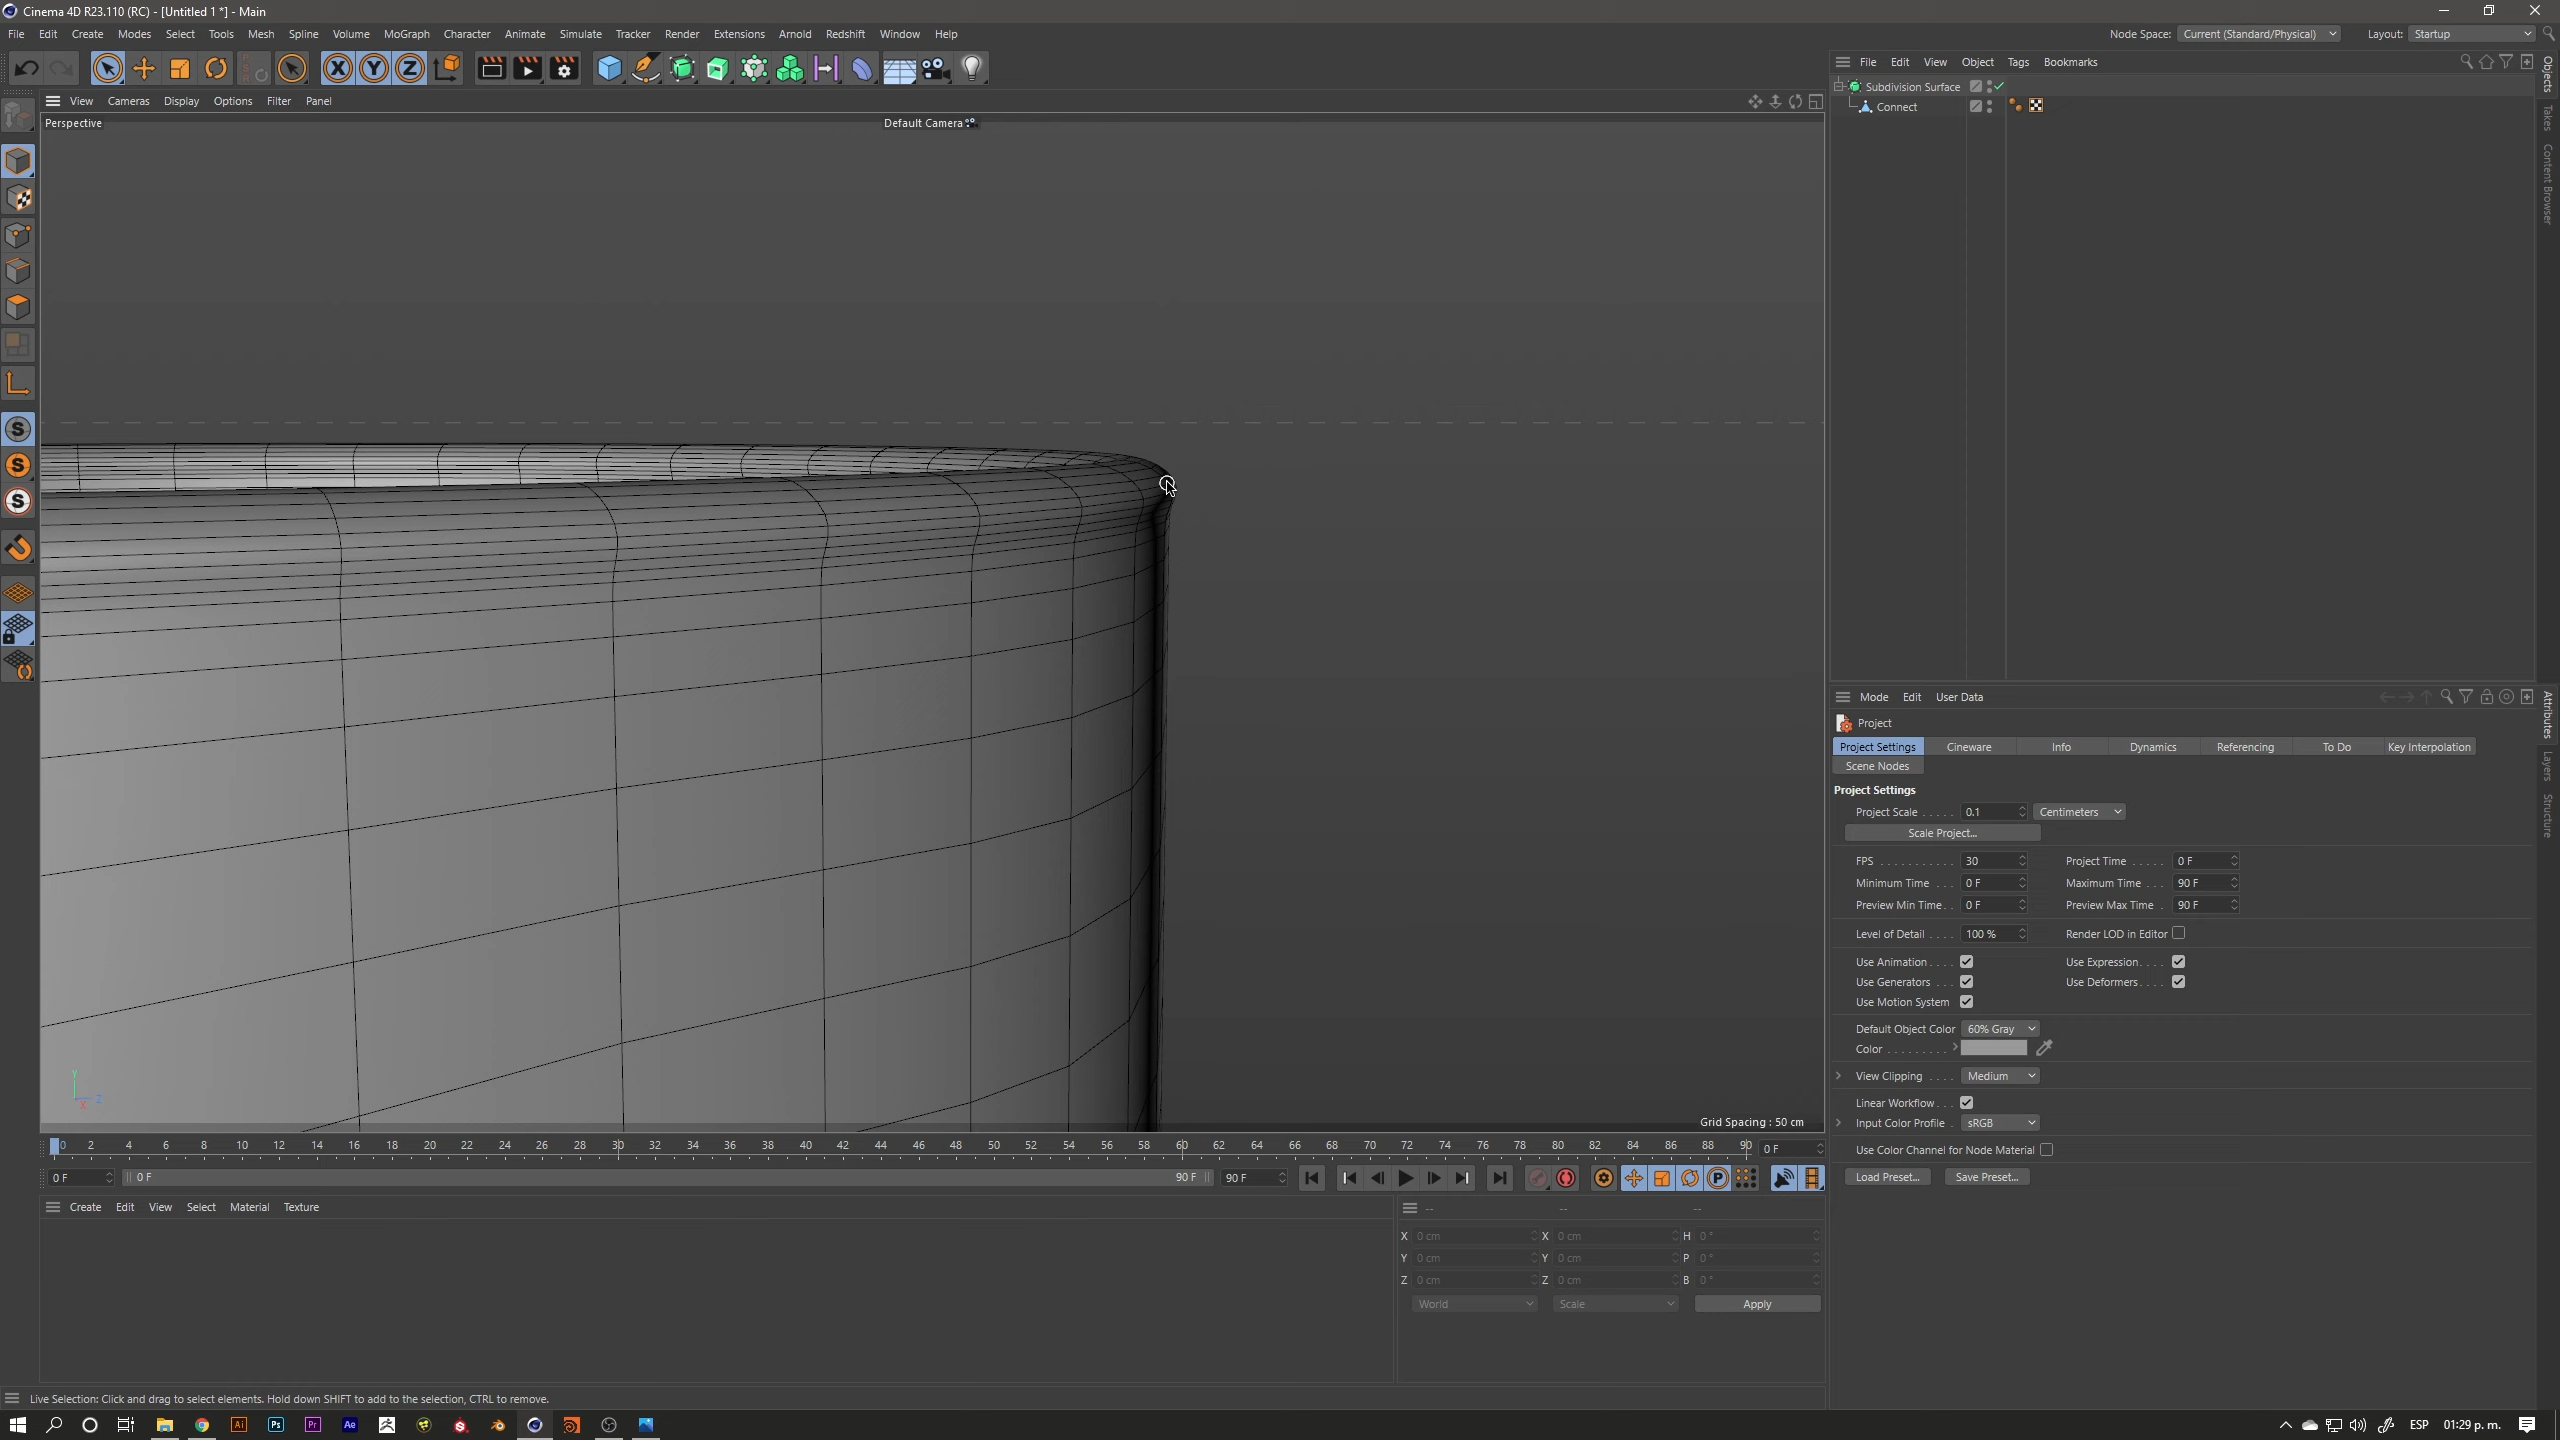 Cinema 4D R23.110 (RC) - [Untitled 1 *] - Main
File Edit Create Modes Select Tools Mesh Spline Volume MoGraph Character Animate Simulate Tracker Render Extensions Arnold Redshift Window Help
Node Space: Current (Standard/Physical) Layout: Startup
X Y Z
File Edit View Object Tags Bookmarks
Subdivision Surface
Connect
Objects
Takes
Content Browser
View Cameras Display Options Filter Panel
Perspective
Default Camera
S
S
S
Y
X Z
Grid Spacing : 50 cm
Mode Edit User Data
Project
Project Settings Cineware Info Dynamics Referencing To Do Key Interpolation
Scene Nodes
Project Settings
Project Scale . . . . . 0.1 Centimeters
Scale Project...
FPS . . . . . . . . . . . 30 Project Time . . . . . 0 F
Minimum Time . . . 0 F Maximum Time . . . 90 F
Preview Min Time. . 0 F Preview Max Time . 90 F
Level of Detail . . . . 100 % Render LOD in Editor
Use Animation. . . . Use Expression. . . .
Use Generators . . . Use Deformers. . . .
Use Motion System
Default Object Color 60% Gray
Color . . . . . . . . .
View Clipping . . . . Medium
Linear Workflow. . .
Input Color Profile . sRGB
Use Color Channel for Node Material
Load Preset... Save Preset...
Attributes
Layers
Structure
0 2 4 6 8 10 12 14 16 18 20 22 24 26 28 30 32 34 36 38 40 42 44 46 48 50 52 54 56 58 60 62 64 66 68 70 72 74 76 78 80 82 84 86 88 90 0 F
0 F 0 F 90 F 90 F P
Create Edit View Select Material Texture
-- -- --
X 0 cm X 0 cm H 0 °
Y 0 cm Y 0 cm P 0 °
Z 0 cm Z 0 cm B 0 °
World Scale Apply
Live Selection: Click and drag to select elements. Hold down SHIFT to add to the selection, CTRL to remove.
Ai Ps Pr Ae
ESP 01:29 p. m.